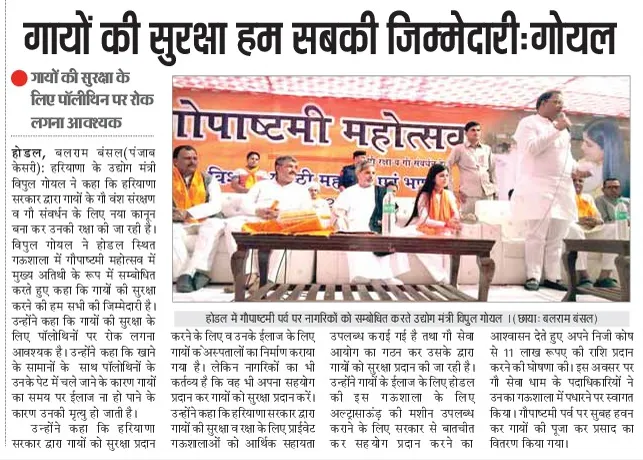 गायों की सुरक्षा हम सबकी जिम्मेदारी:गोयल
गायों की सुरक्षा के
लिए पॉलीथिन पर रोक
लगना आवश्यक
होडल, बलराम बंसल(पंजाब
केसरी): हरियाणा के उद्योग मंत्री
विपुल गोयल ने कहा कि हरियाणा
सरकार द्वारा गायों के गौ वंश संरक्षण
व गौ संवर्धन के लिए नया कानून
बना कर उनकी रक्षा की जा रही है।
विपुल गोयल ने होडल स्थित
गऊशाला में गौपाष्टमी महोत्सव में
मुख्य अतिथी के रूप में सम्बोधित
करते हुए कहा कि गायों की सुरक्षा
करने की हम सभी की जिम्मेदारी है।
उन्होंने कहा कि गायों की सुरक्षा के
लिए पॉलिथिनों पर रोक लगना
आवश्यक है। उन्होंने कहा कि खाने
के सामानों के साथ पॉलिथिनों के
उनके पेट में चले जाने के कारण गायों
का समय पर ईलाज ना हो पाने के
कारण उनकी मृत्यु हो जाती है।
उन्होंने कहा कि हरियाणा
सरकार द्वारा गायों को सुरक्षा प्रदान
गोपाष्टमी महोत्सव
होडल में गौपाष्टमी पर्व पर नागरिकों को सम्बोधित करते उद्योग मंत्री विपुल गोयल ।(छाया: बलराम बंसल)
करने के लिए व उनके ईलाज के लिए
गायों के अस्पतालों का निर्माण कराया
गया है। लेकिन नागरिकों का भी
कर्तव्य है कि वह भी अपना सहयोग
प्रदान कर गायों को सुरक्षा प्रदान करें।
उन्होंने कहा कि हरियाणा सरकार द्वारा
गायों की सुरक्षा व रक्षा के लिए प्राईवेट
गऊशालाओं को आर्थिक सहायता
उपलब्ध कराई गई है तथा गौ सेवा
आयोग का गठन कर उसके द्वारा
गायों को सुरक्षा प्रदान की जा रही है।
उन्होंने गायों के ईलाज के लिए होडल
की इस गऊशाला के लिए
अल्ट्रासाऊंड की मशीन उपलब्ध
कराने के लिए सरकार से बातचीत
कर सहयोग प्रदान करने का
आश्वासन देते हुए अपने निजी कोष
से 11 लाख रूपए की राशि प्रदान
करने की घोषणा की। इस अवसर पर
गौ सेवा धाम के पदाधिकारियों ने
उनका गऊशाला में पधारने पर स्वागत
किया। गौपाष्टमी पर्व पर सुबह हवन
कर गायों की पूजा कर प्रसाद का
वितरण किया गया।